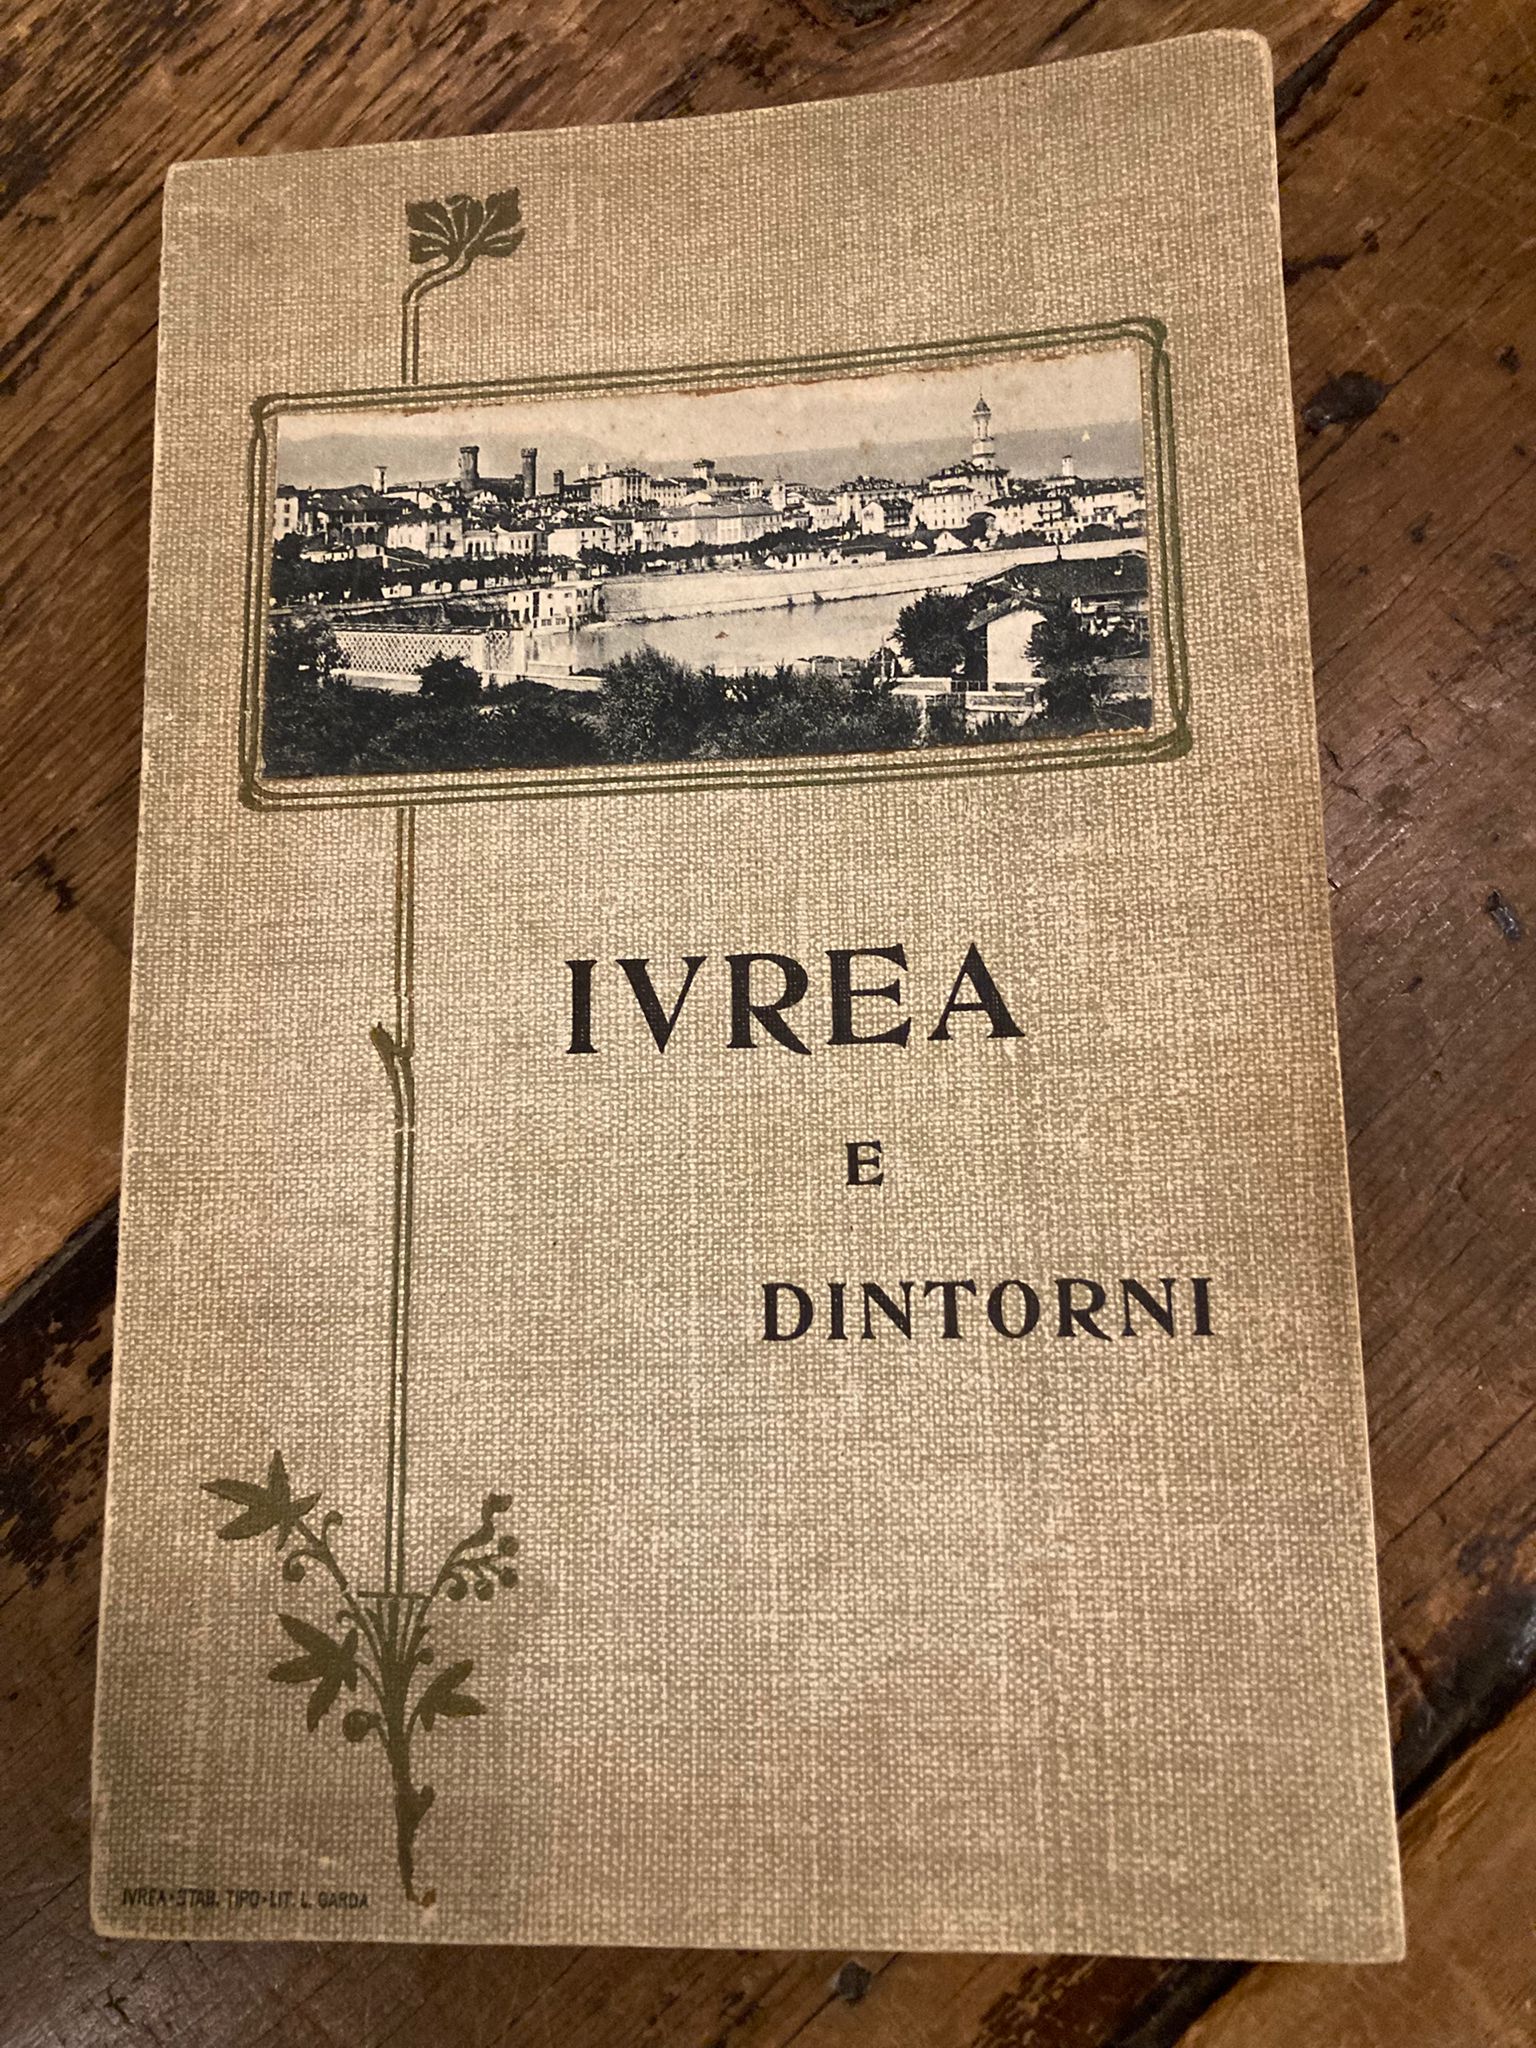 IVREA
E
DINTORNI
IVREA-STAB. TIPO-LIT. L. GARDA